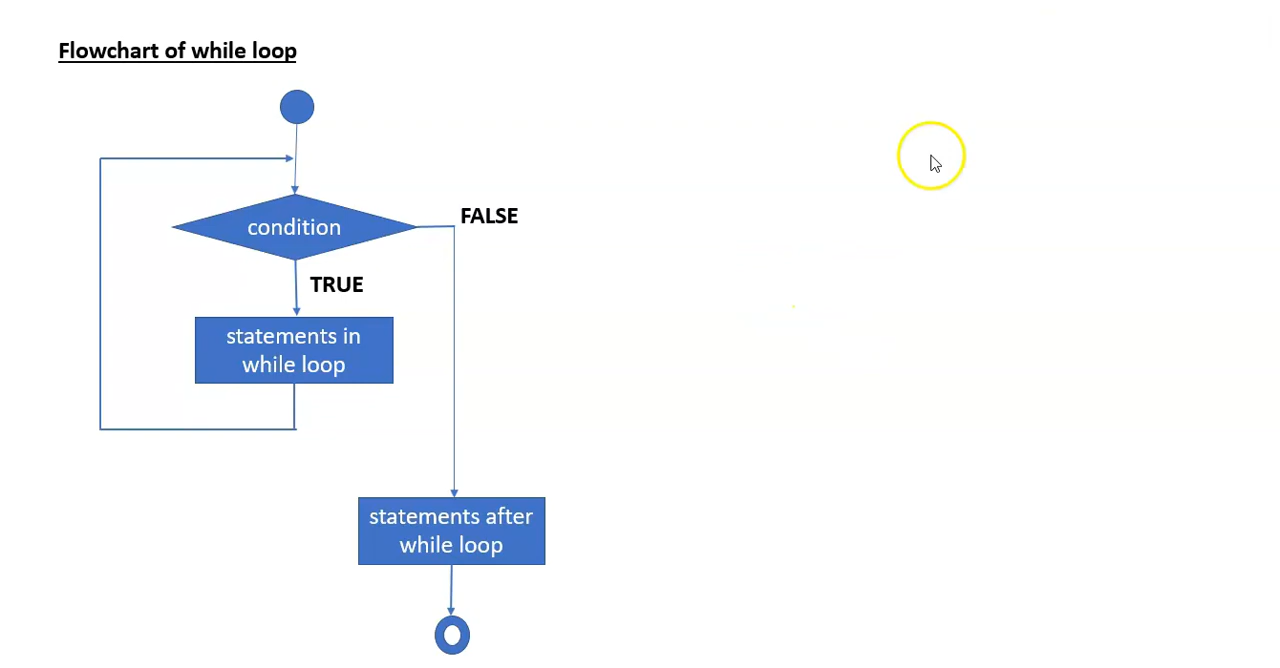 Flowchart of while loop
condition
FALSE
TRUE
statements in
while loop
statements after
while loop